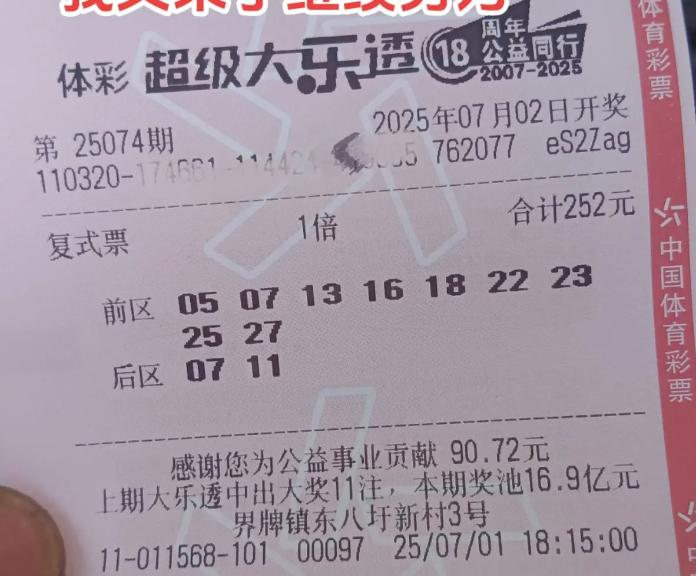 体彩 超级大乐透 18 周年 公益同行 2007-2025
第 25074期 2025年07月02日开奖
110320-174661-114424- 762077 eS2Zag
复式票 1倍 合计252元
前区 05 07 13 16 18 22 23
25 27
后区 07 11
感谢您为公益事业贡献 90.72元
上期大乐透中出大奖11注，本期奖池16.9亿元
界牌镇东八圩新村3号
11-011568-101 00097 25/07/01 18:15:00
体育彩票
中国体育彩票
中